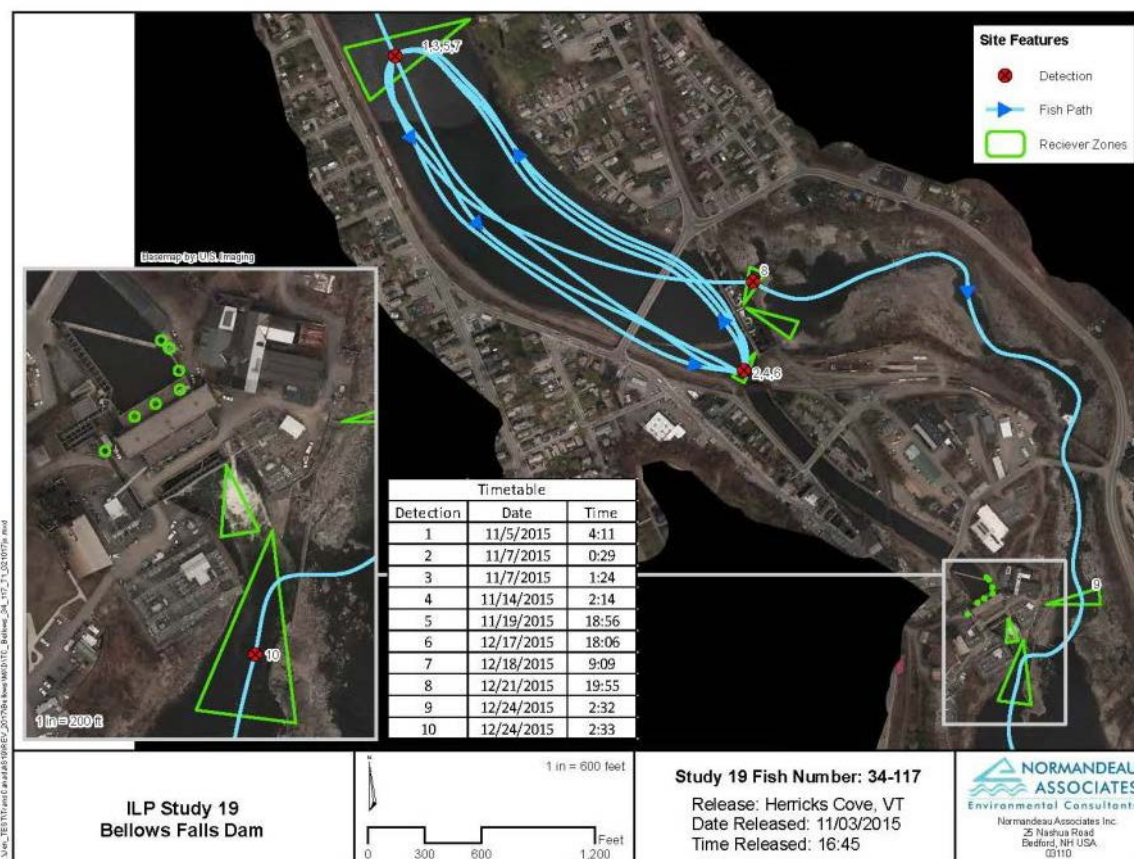 1,3,5,7
Site Features
Detection
Fish Path
Reciever Zones
8
Basemap by: U.S. Imaging
2,4,6
Timetable
Detection Date Time
1 11/5/2015 4:11
2 11/7/2015 0:29
3 11/7/2015 1:24
4 11/14/2015 2:14
5 11/19/2015 18:56
6 12/17/2015 18:06
7 12/18/2015 9:09
8 12/21/2015 19:55
9 12/24/2015 2:32
10 12/24/2015 2:33
9
10
1 in = 200 ft
ILP Study 19
Bellows Falls Dam
N
1 in = 600 feet
Feet
0 300 600 1,200
Study 19 Fish Number: 34-117
Release: Herricks Cove, VT
Date Released: 11/03/2015
Time Released: 16:45
NORMANDEAU
ASSOCIATES
Environmental Consultants
Normandeau Associates Inc.
25 Nashua Road
Bedford, NH USA
03110